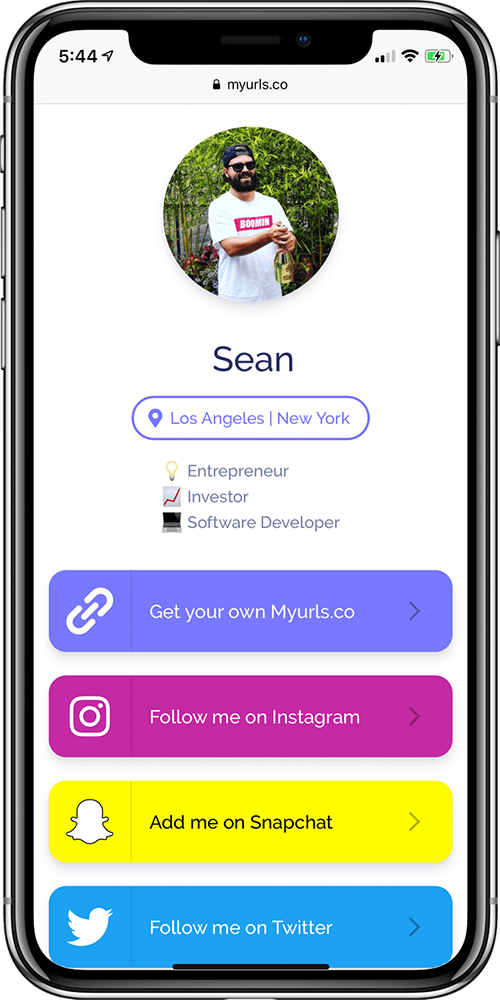 5:44
myurls.co
BOOMIN
Sean
Los Angeles | New York
Entrepreneur
Investor
Software Developer
Get your own Myurls.co
Follow me on Instagram
Add me on Snapchat
Follow me on Twitter